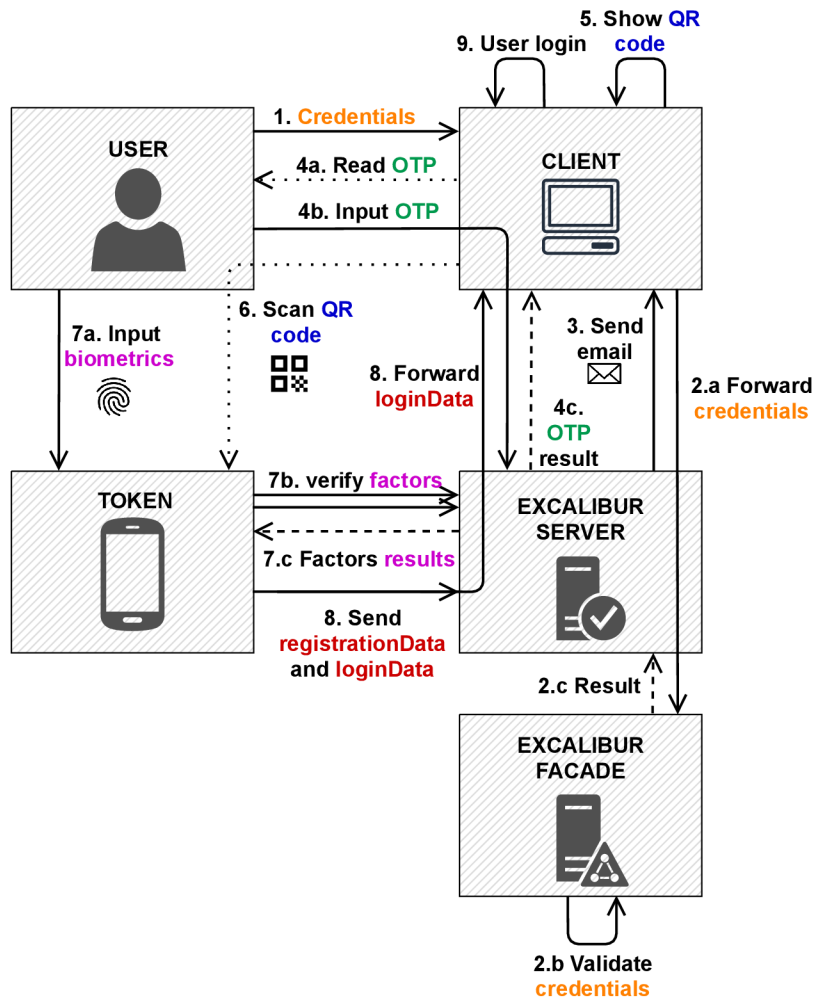 5. Show QR
code
9. User login
USER
1. Credentials
CLIENT
4a. Read OTP
4b. Input OTP
6. Scan QR
code
7a. Input
biometrics
3. Send
email
8. Forward
loginData
2.a Forward
credentials
4c.
OTP
result
TOKEN
7b. verify factors
EXCALIBUR
SERVER
7.c Factors results
8. Send
registrationData
and loginData
2.c Result
EXCALIBUR
FACADE
2.b Validate
credentials